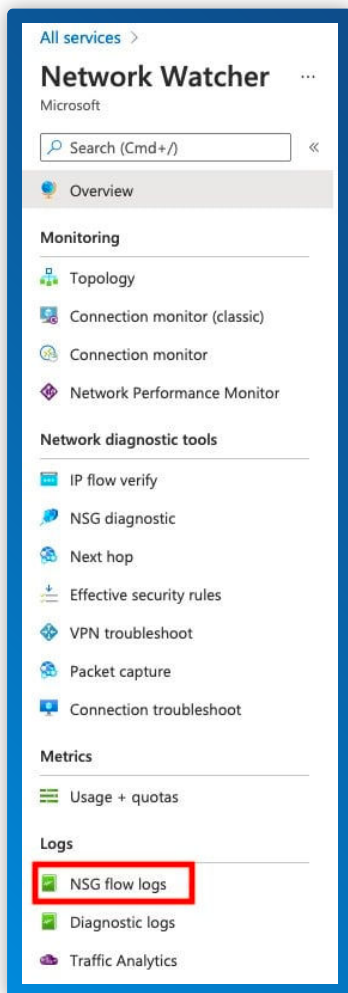 All services >
Network Watcher ...
Microsoft
Search (Cmd+/) «
Overview
Monitoring
Topology
Connection monitor (classic)
Connection monitor
Network Performance Monitor
Network diagnostic tools
IP flow verify
NSG diagnostic
Next hop
Effective security rules
VPN troubleshoot
Packet capture
Connection troubleshoot
Metrics
Usage + quotas
Logs
NSG flow logs
Diagnostic logs
Traffic Analytics